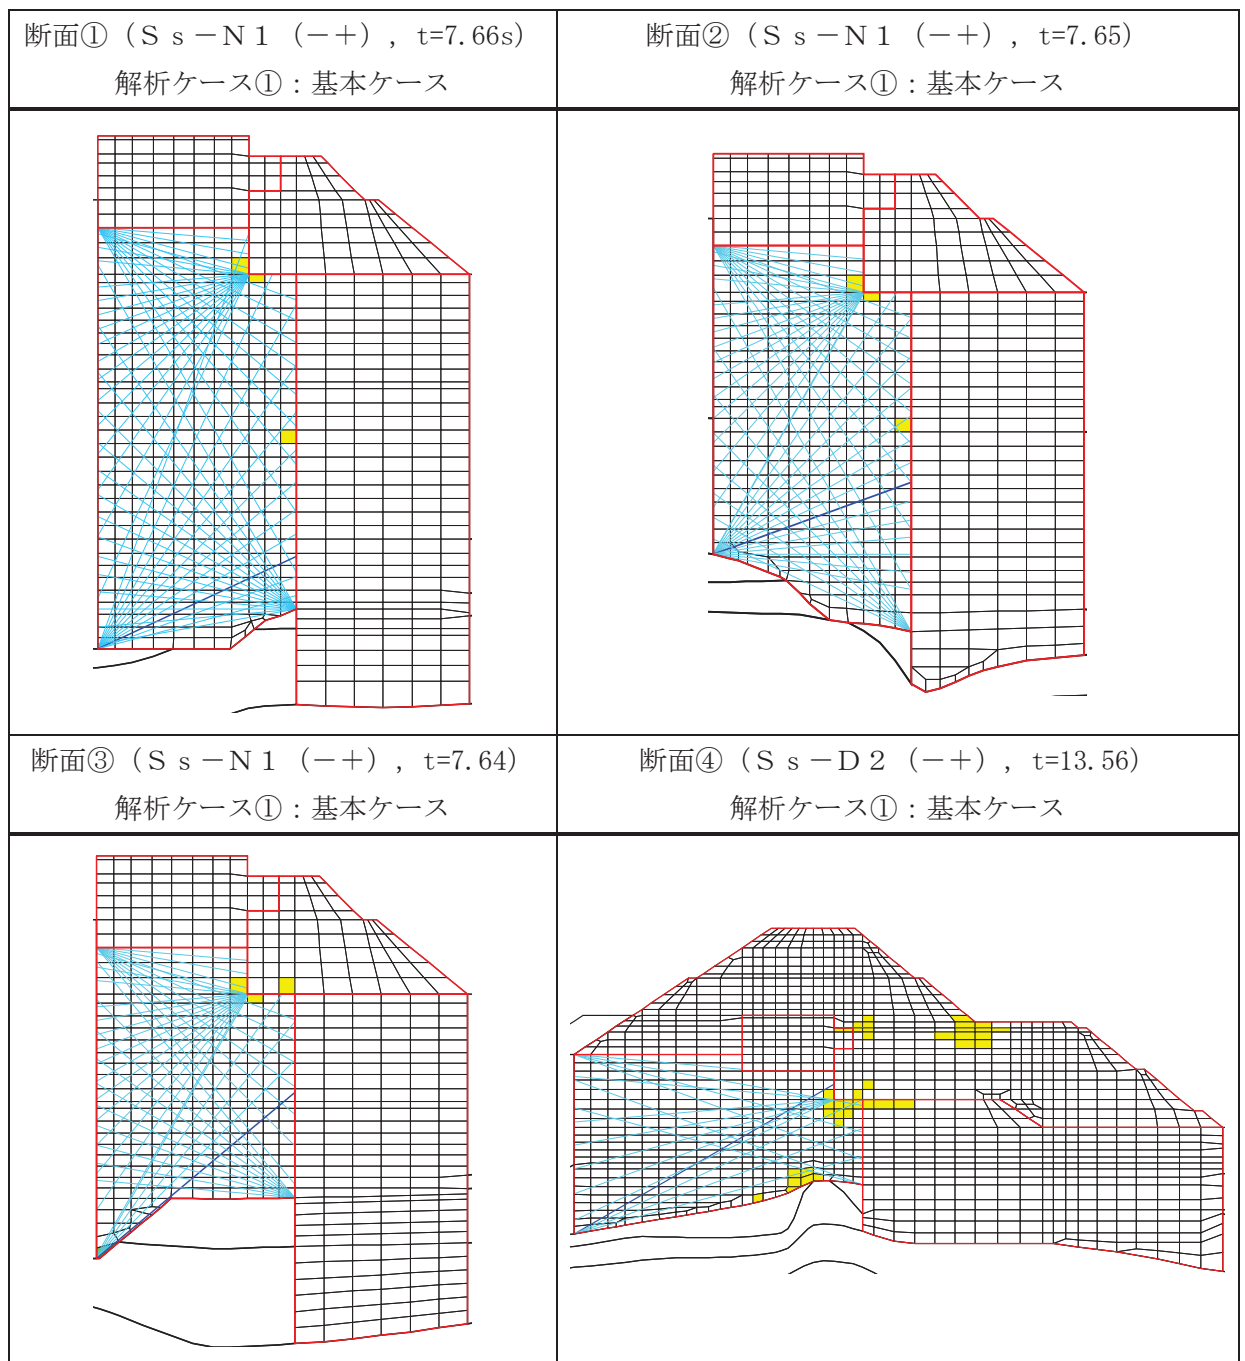 断面①（Ｓｓ－Ｎ１（－＋）, t=7.66s）
解析ケース①：基本ケース
断面②（Ｓｓ－Ｎ１（－＋）, t=7.65）
解析ケース①：基本ケース
断面③（Ｓｓ－Ｎ１（－＋）, t=7.64）
解析ケース①：基本ケース
断面④（Ｓｓ－Ｄ２（－＋）, t=13.56）
解析ケース①：基本ケース